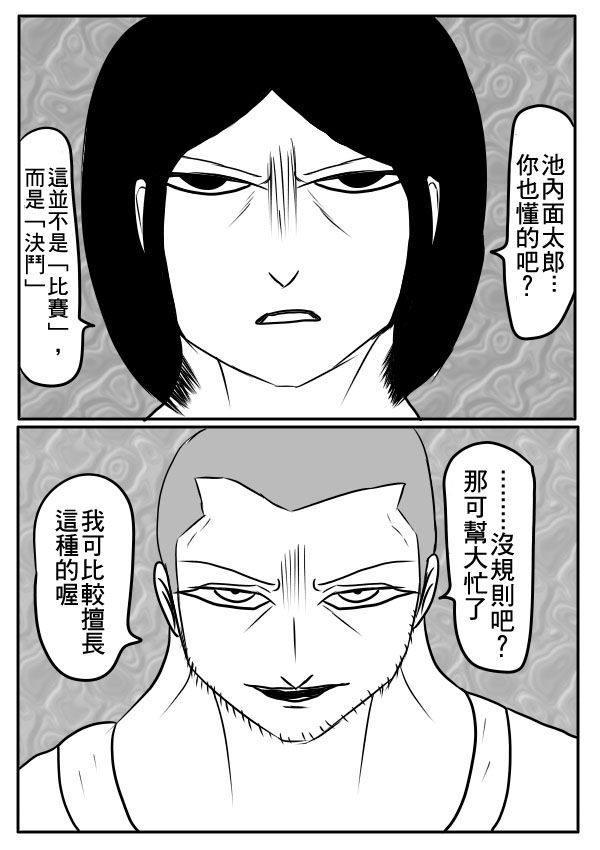 池內面太郎…
你也懂的吧？
這並不是「比賽」，
而是「決鬥」
………沒規則吧？
那可幫大忙了
我可比較擅長
這種的喔